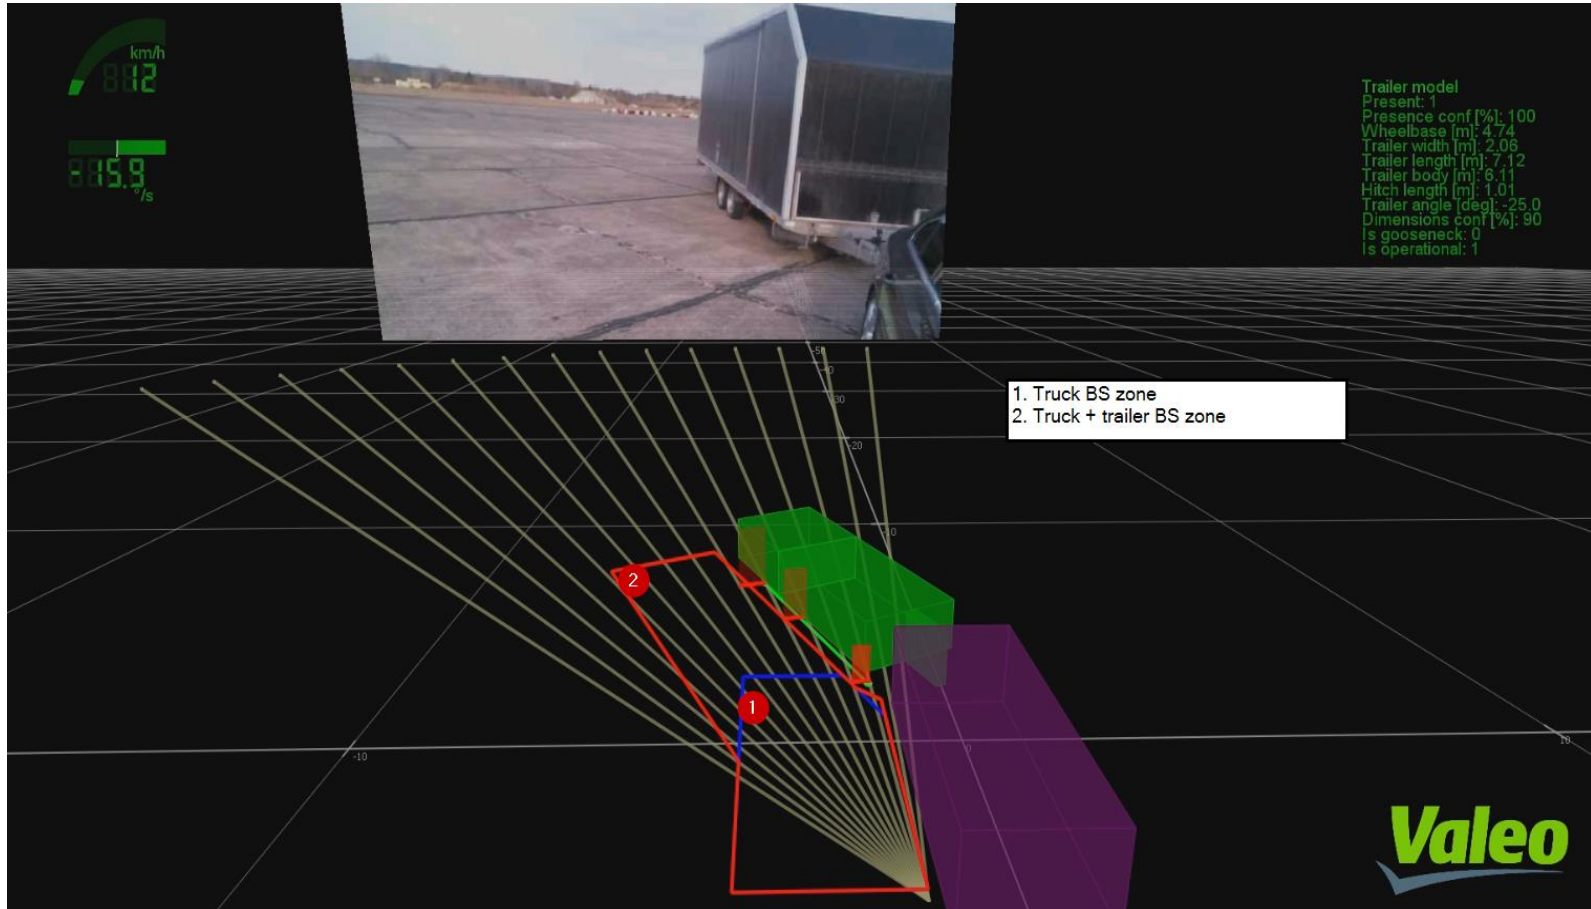 km/h
12
-15.9
°/s
Trailer model
Present: 1
Presence conf [%]: 100
Wheelbase [m]: 4.74
Trailer width [m]: 2.06
Trailer length [m]: 7.12
Trailer body [m]: 6.11
Hitch length [m]: 1.01
Trailer angle [deg]: -25.0
Dimensions conf [%]: 90
Is gooseneck: 0
Is operational: 1
1. Truck BS zone
2. Truck + trailer BS zone
-20
-10
2
1
-10
0
10
Valeo